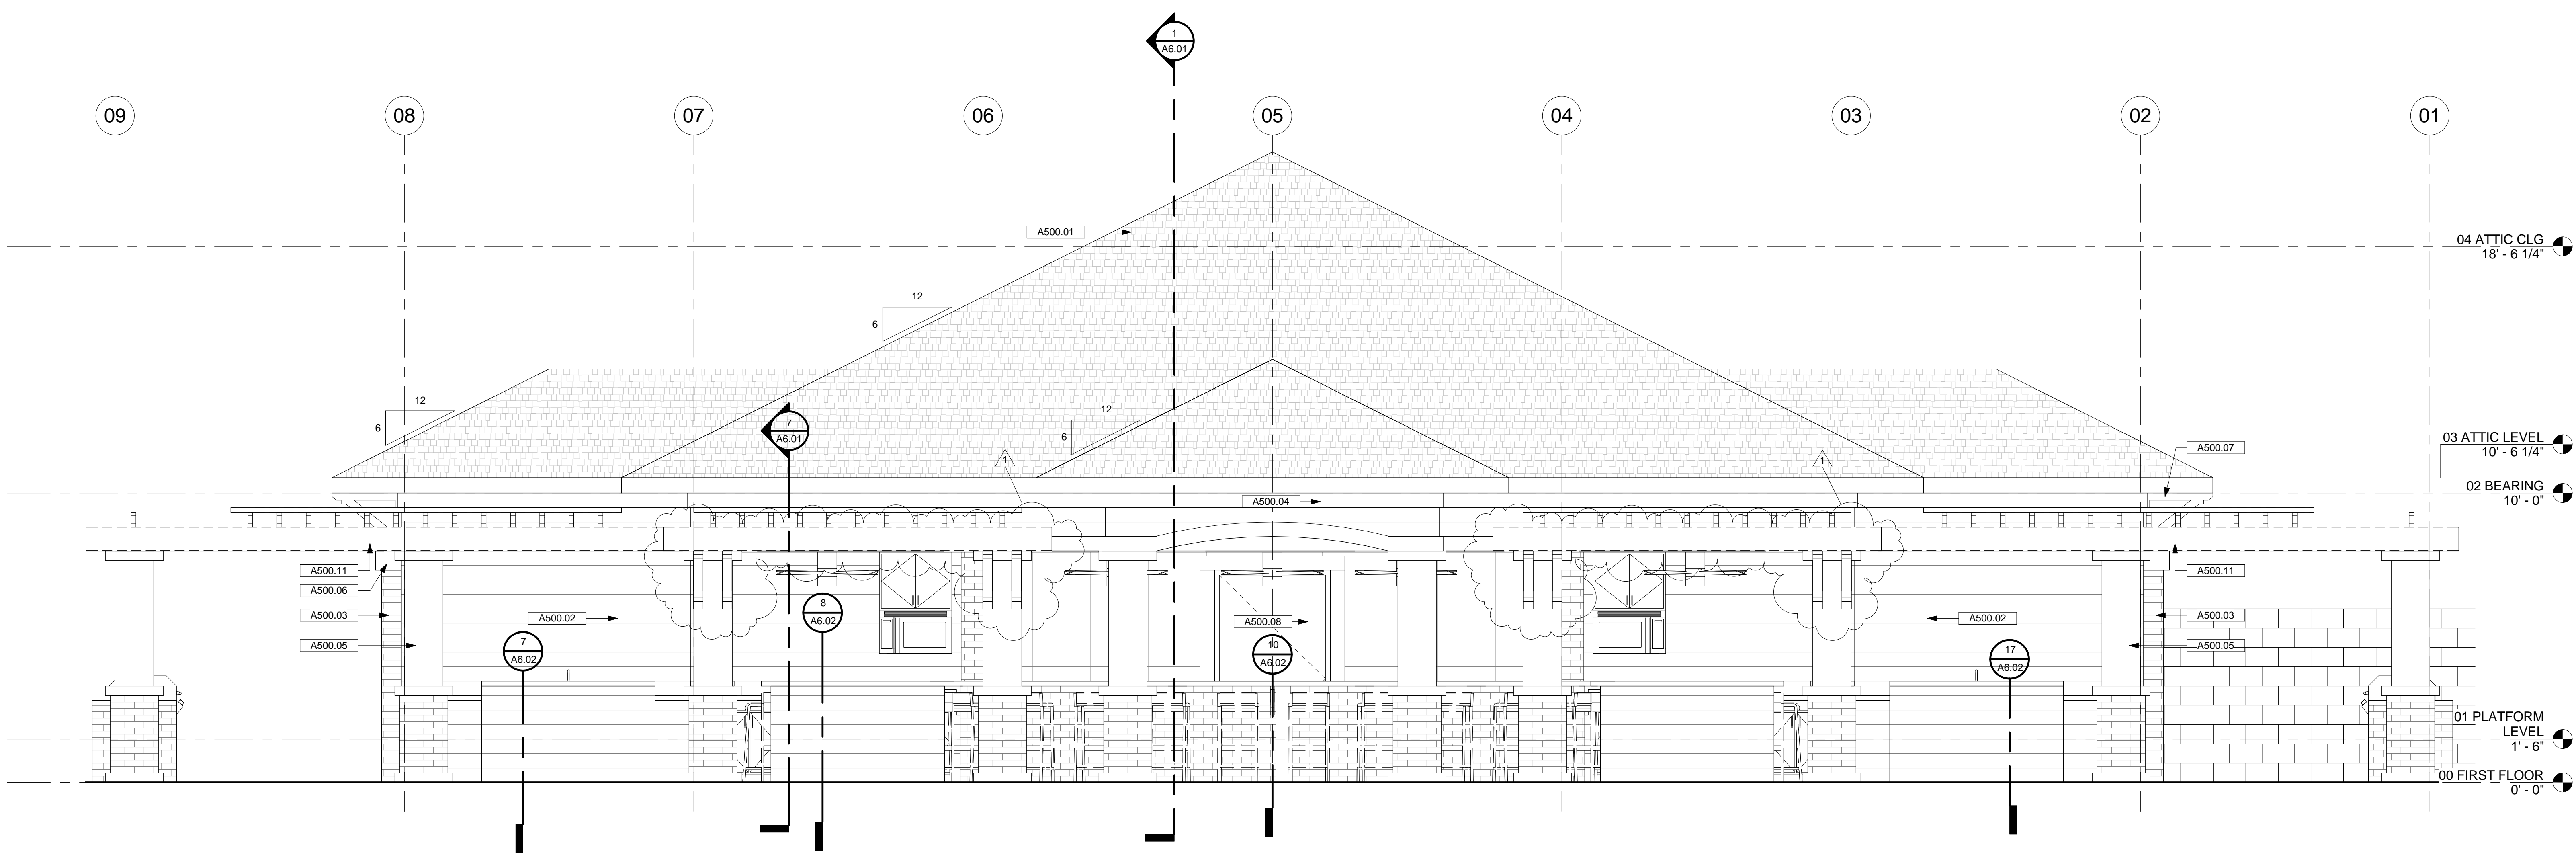 1
A6.01
09
08
07
06
05
04
03
02
01
A500.01
04 ATTIC CLG
18' - 6 1/4"
12
6
12
6
12
6
7
A6.01
1
1
A500.07
03 ATTIC LEVEL
10' - 6 1/4"
02 BEARING
10' - 0"
A500.04
A500.11
A500.06
A500.03
A500.02
A500.05
8
A6.02
7
A6.02
A500.08
10
A6.02
A500.11
A500.02
A500.03
A500.05
17
A6.02
01 PLATFORM
LEVEL
1' - 6"
00 FIRST FLOOR
0' - 0"